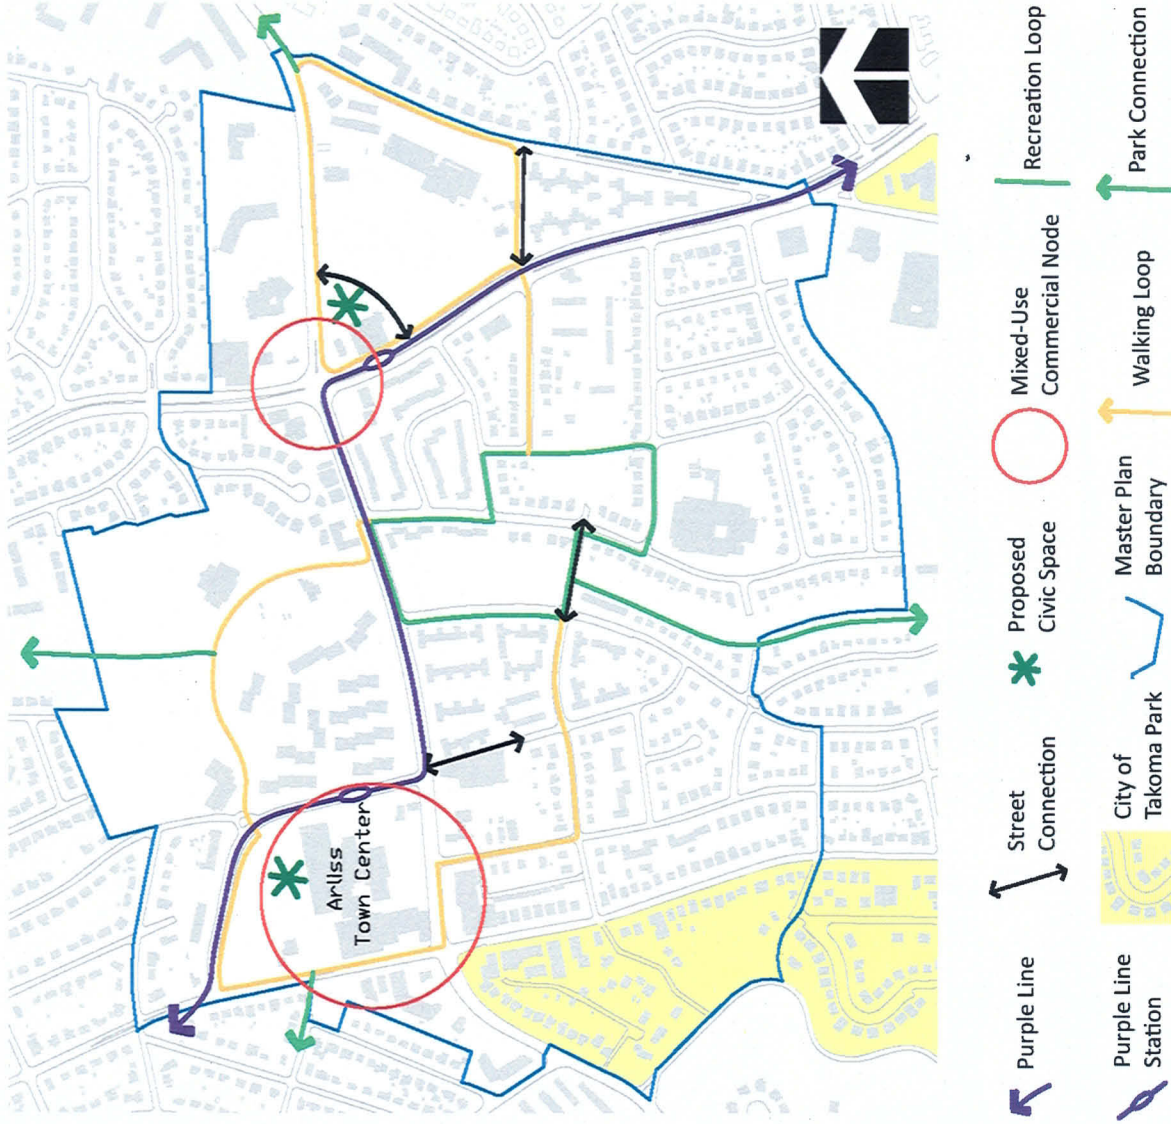 Arliss
Town Center
Purple Line
Street
Connection
Proposed
Civic Space
Mixed-Use
Commercial Node
Recreation Loop
Purple Line
Station
City of
Takoma Park
Master Plan
Boundary
Walking Loop
Park Connection